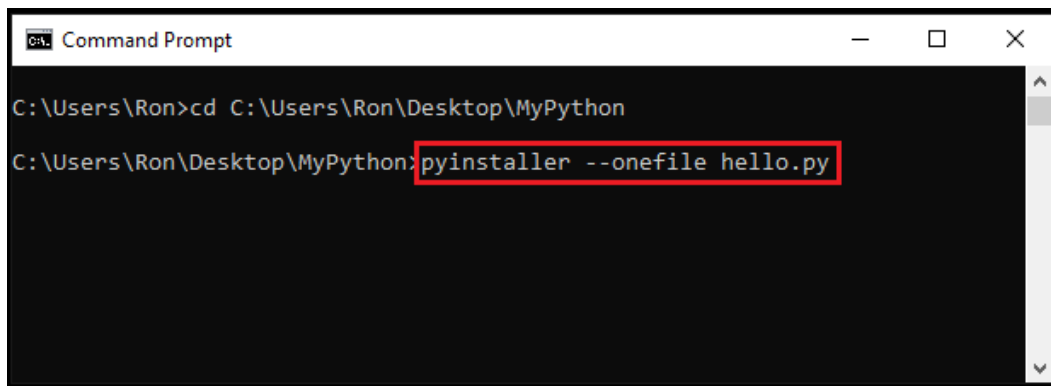 Command Prompt
C:\Users\Ron>cd C:\Users\Ron\Desktop\MyPython
C:\Users\Ron\Desktop\MyPython>pyinstaller --onefile hello.py